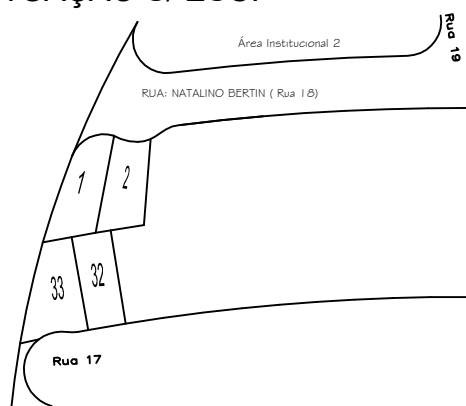 Rua 19
Área Institucional 2
RUA: NATALINO BERTIN ( Rua 18)
1
2
33
32
Rua 17